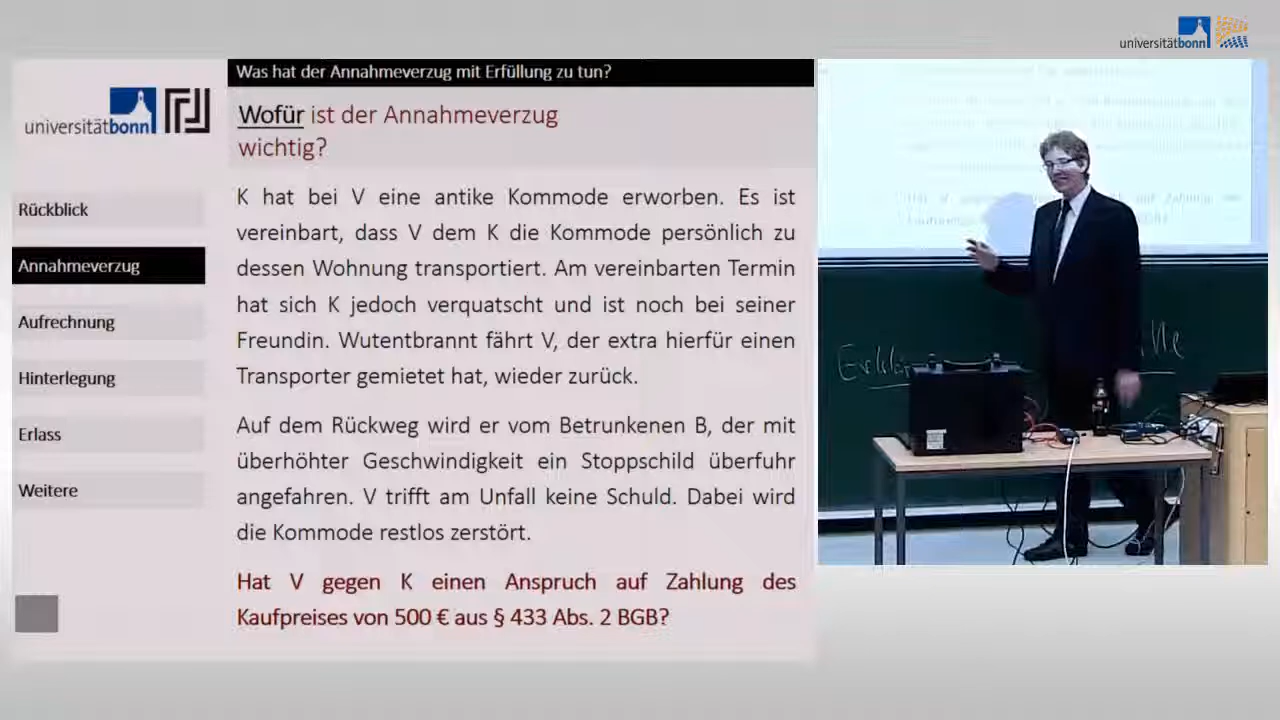 universitätbonn
Was hat der Annahmeverzug mit Erfüllung zu tun?
universitätbonn
Wofür ist der Annahmeverzug
wichtig?
Rückblick
Annahmeverzug
Aufrechnung
Hinterlegung
Erlass
Weitere
K hat bei V eine antike Kommode erworben. Es ist
vereinbart, dass V dem K die Kommode persönlich zu
dessen Wohnung transportiert. Am vereinbarten Termin
hat sich K jedoch verquatscht und ist noch bei seiner
Freundin. Wutentbrannt fährt V, der extra hierfür einen
Transporter gemietet hat, wieder zurück.
Auf dem Rückweg wird er vom Betrunkenen B, der mit
überhöhter Geschwindigkeit ein Stoppschild überfuhr
angefahren. V trifft am Unfall keine Schuld. Dabei wird
die Kommode restlos zerstört.
Hat V gegen K einen Anspruch auf Zahlung des
Kaufpreises von 500 € aus § 433 Abs. 2 BGB?